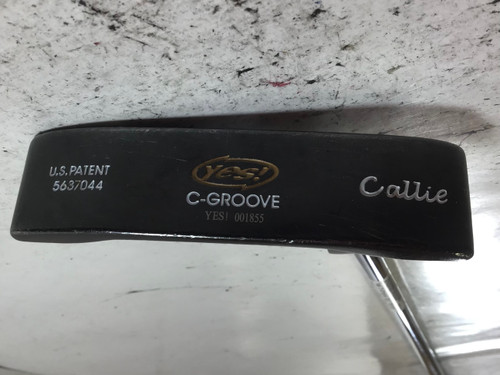 U.S. PATENT
5637044
YES!
C-GROOVE
YES! 001855
Callie